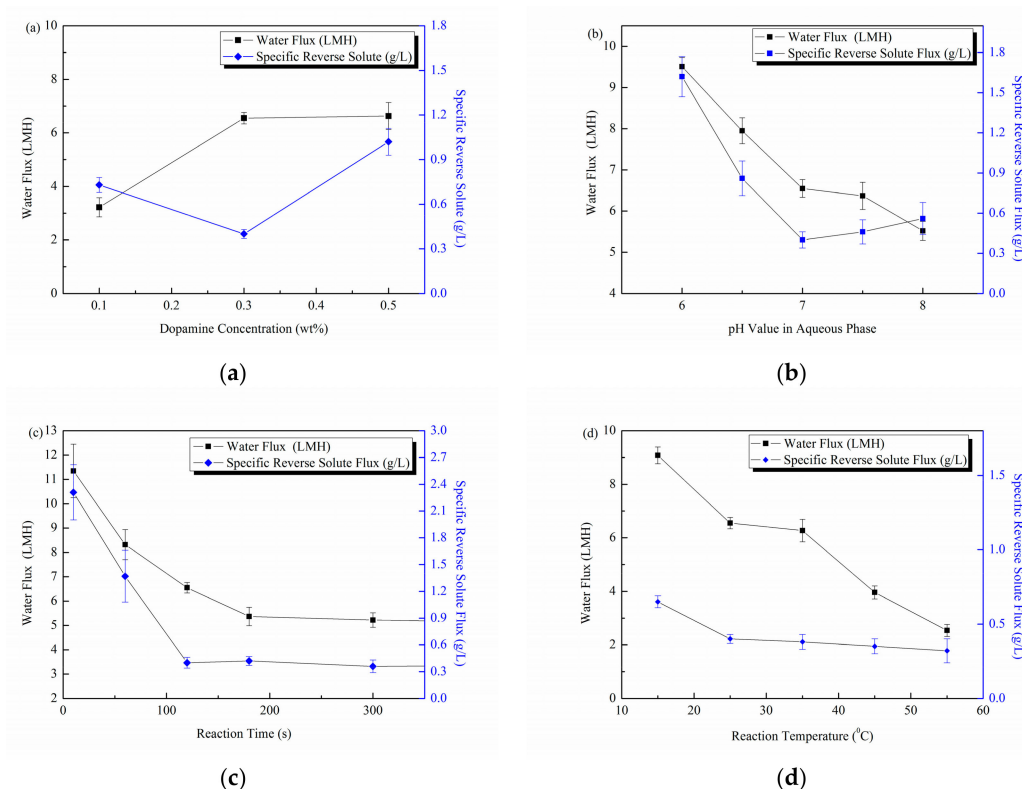 (a)
Water Flux (LMH)
Specific Reverse Solute (g/L)
10
8
6
4
2
0
Water Flux (LMH)
1.8
1.5
1.2
0.9
0.6
0.3
0.0
Specific Reverse Solute (g/L)
0.1 0.2 0.3 0.4 0.5
Dopamine Concentration (wt%)
(a)
(b)
Water Flux (LMH)
Specific Reverse Solute Flux (g/L)
10
9
8
7
6
5
4
Water Flux (LMH)
1.8
1.5
1.2
0.9
0.6
0.3
0.0
Specific Reverse Solute
Flux (g/L)
6 7 8
pH Value in Aqueous Phase
(b)
(c)
Water Flux (LMH)
Specific Reverse Solute Flux (g/L)
13
12
11
10
9
8
7
6
5
4
3
2
Water Flux (LMH)
3.0
2.7
2.4
2.1
1.8
1.5
1.2
0.9
0.6
0.3
0.0
Specific Reverse Solute Flux (g/L)
0 100 200 300
Reaction Time (s)
(c)
(d)
Water Flux (LMH)
Specific Reverse Solute Flux (g/L)
10
8
6
4
2
0
Water Flux (LMH)
1.5
1.2
0.9
0.6
0.3
0.0
Specific Reverse Solute Flux (g/L)
10 20 30 40 50 60
Reaction Temperature (⁰C)
(d)